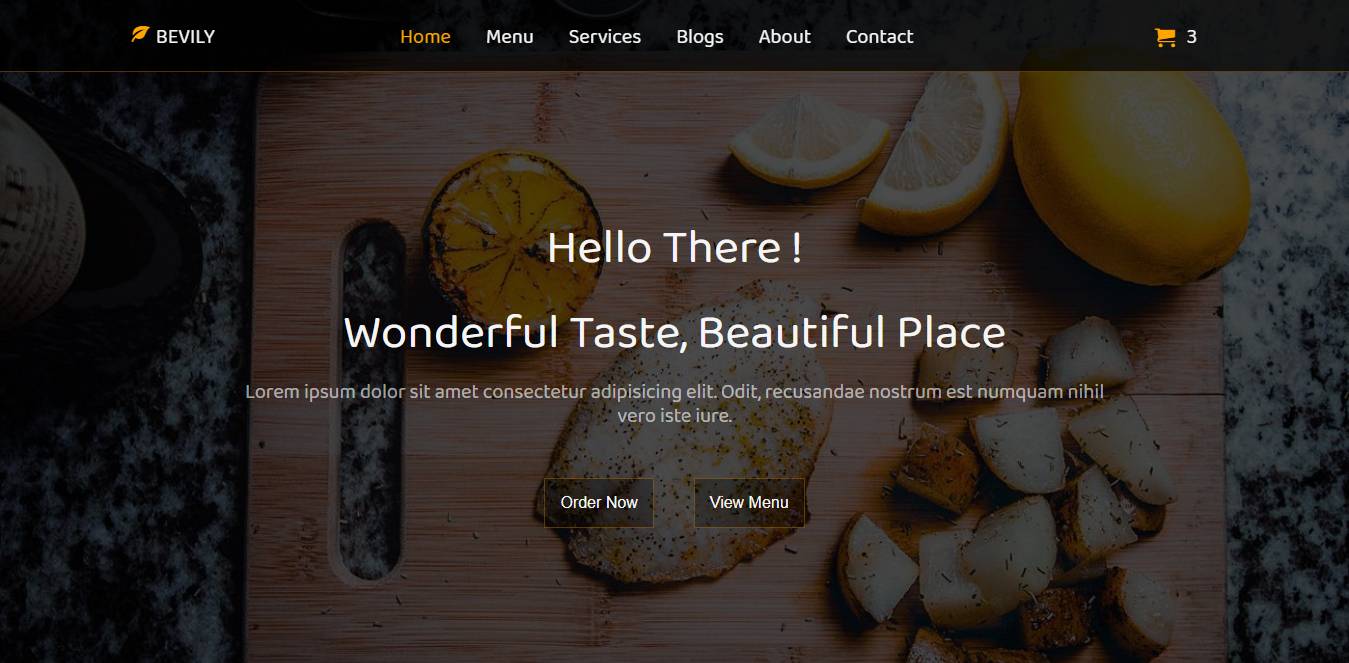 BEVILY
Home Menu Services Blogs About Contact
3
Hello There !
Wonderful Taste, Beautiful Place
Lorem ipsum dolor sit amet consectetur adipisicing elit. Odit, recusandae nostrum est numquam nihil
vero iste iure.
Order Now View Menu